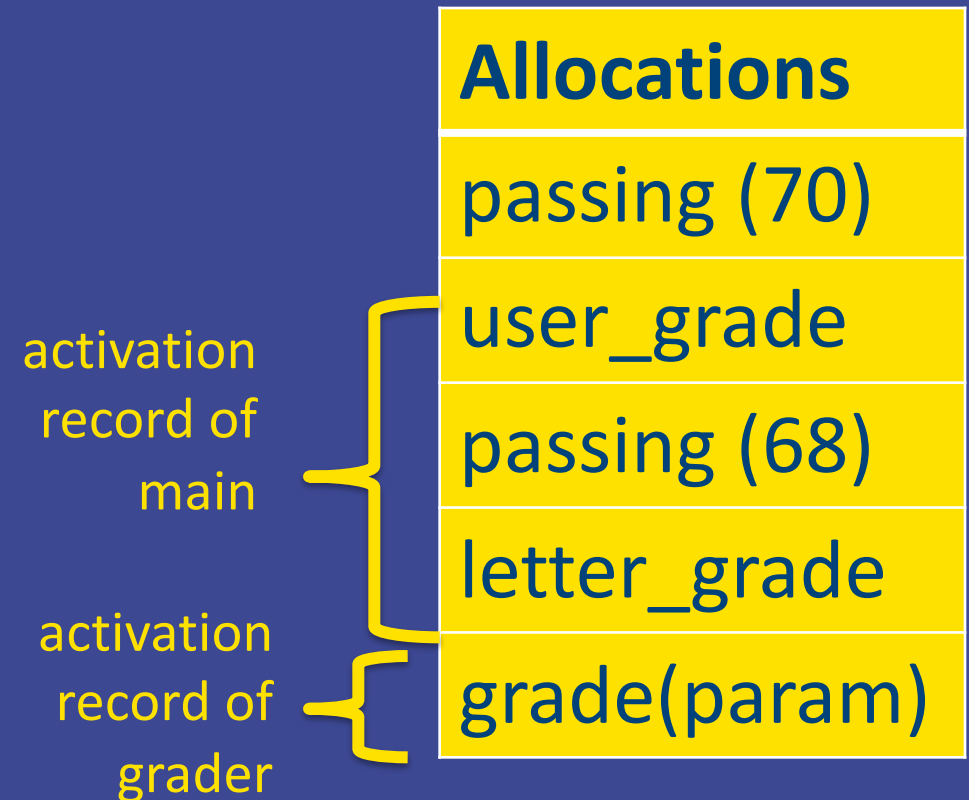 Allocations
passing (70)
user_grade
passing (68)
letter_grade
grade(param)
activation
record of
main
activation
record of
grader